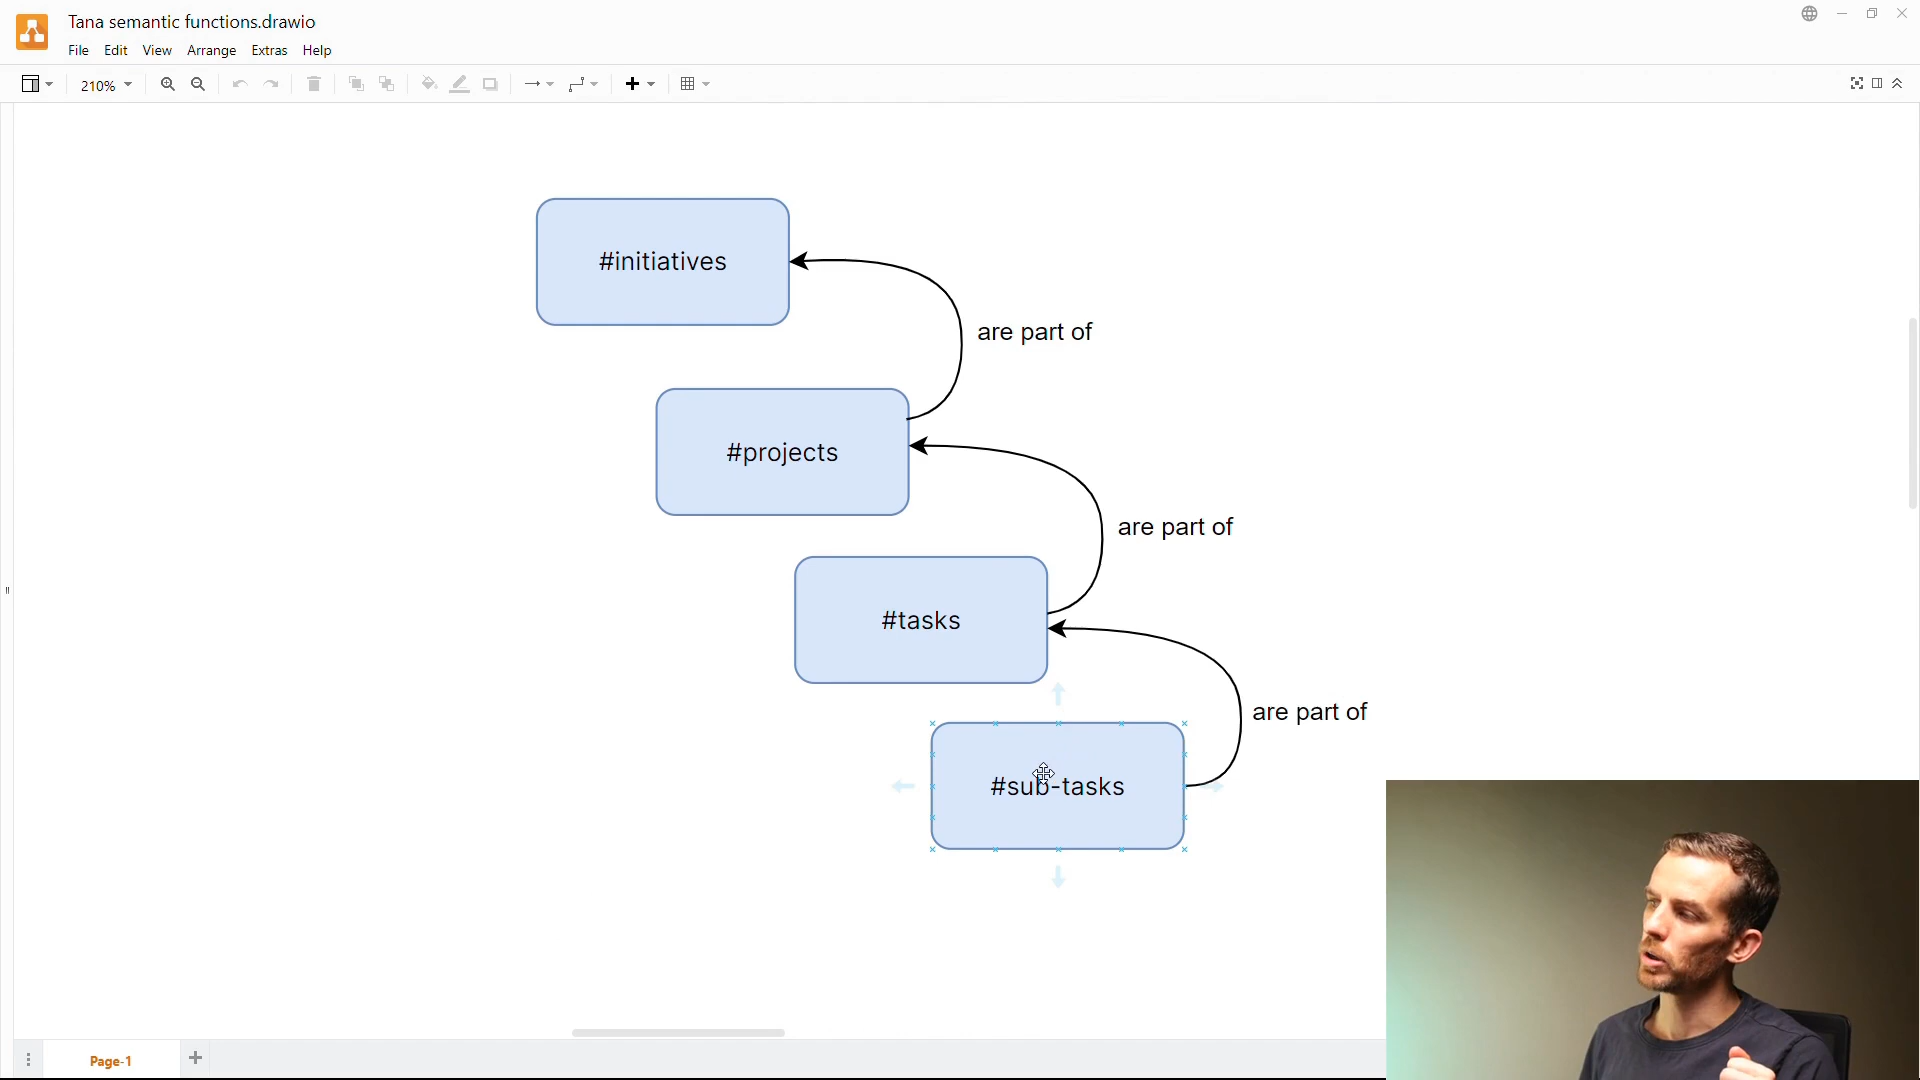 Tana semantic functions.drawio
File Edit View Arrange Extras Help
210%
#initiatives
are part of
#projects
are part of
#tasks
are part of
#sub-tasks
Page-1